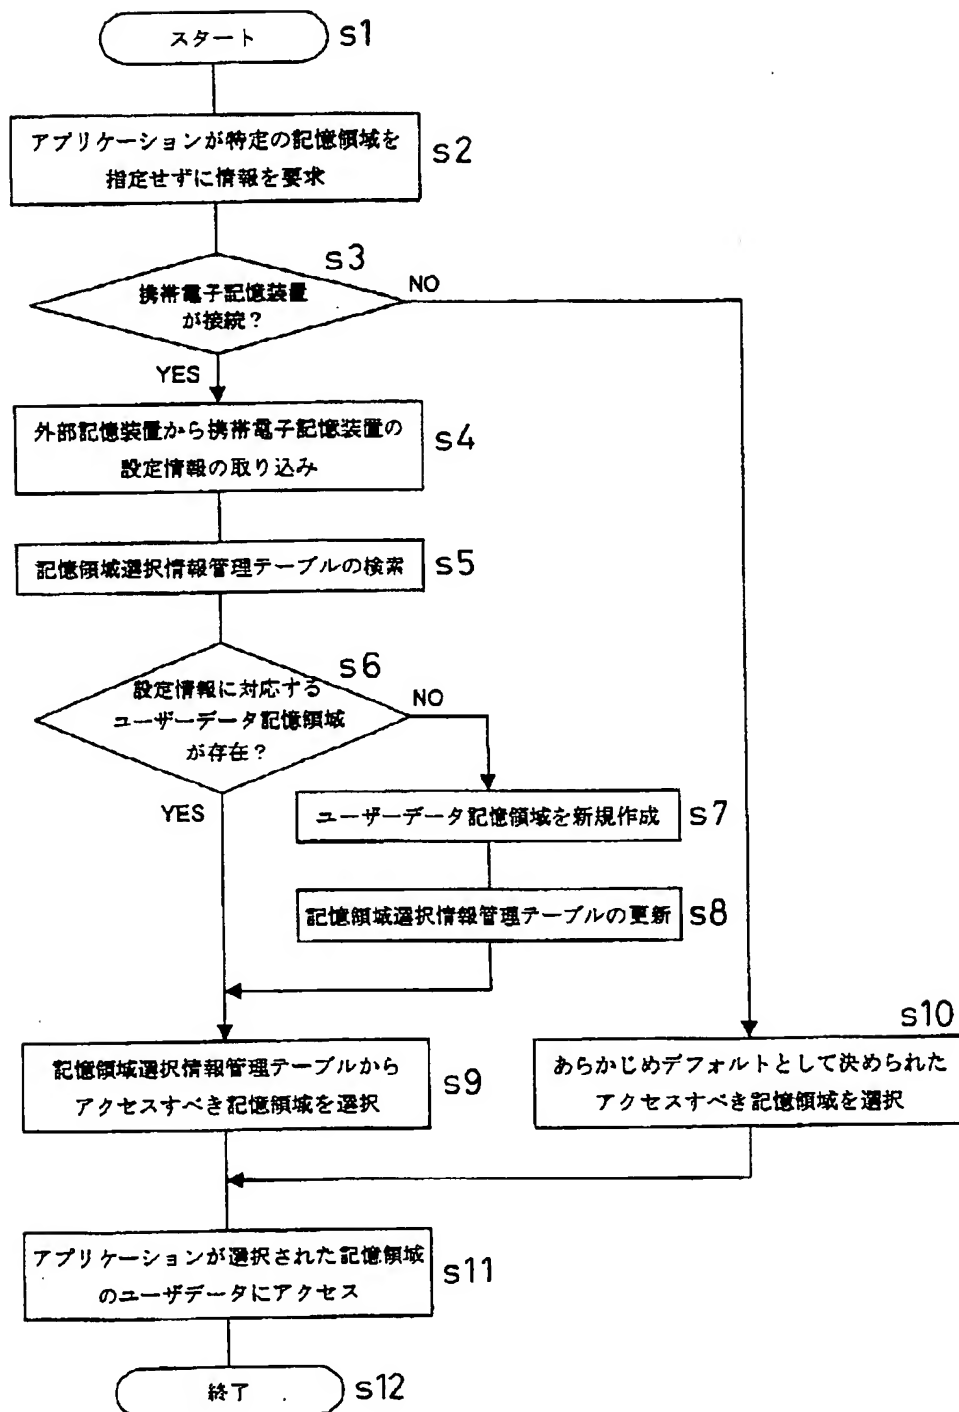 スタート s1
アプリケーションが特定の記憶領域を
指定せずに情報を要求
s2
s3
携帯電子記憶装置
が接続?
NO
YES
外部記憶装置から携帯電子記憶装置の
設定情報の取り込み
s4
記憶領域選択情報管理テーブルの検索 s5
s6
設定情報に対応する
ユーザーデータ記憶領域
が存在?
NO
YES
ユーザーデータ記憶領域を新規作成 s7
記憶領域選択情報管理テーブルの更新 s8
記憶領域選択情報管理テーブルから
アクセスすべき記憶領域を選択
s9
s10
あらかじめデフォルトとして決められた
アクセスすべき記憶領域を選択
アプリケーションが選択された記憶領域
のユーザデータにアクセス
s11
終了 s12